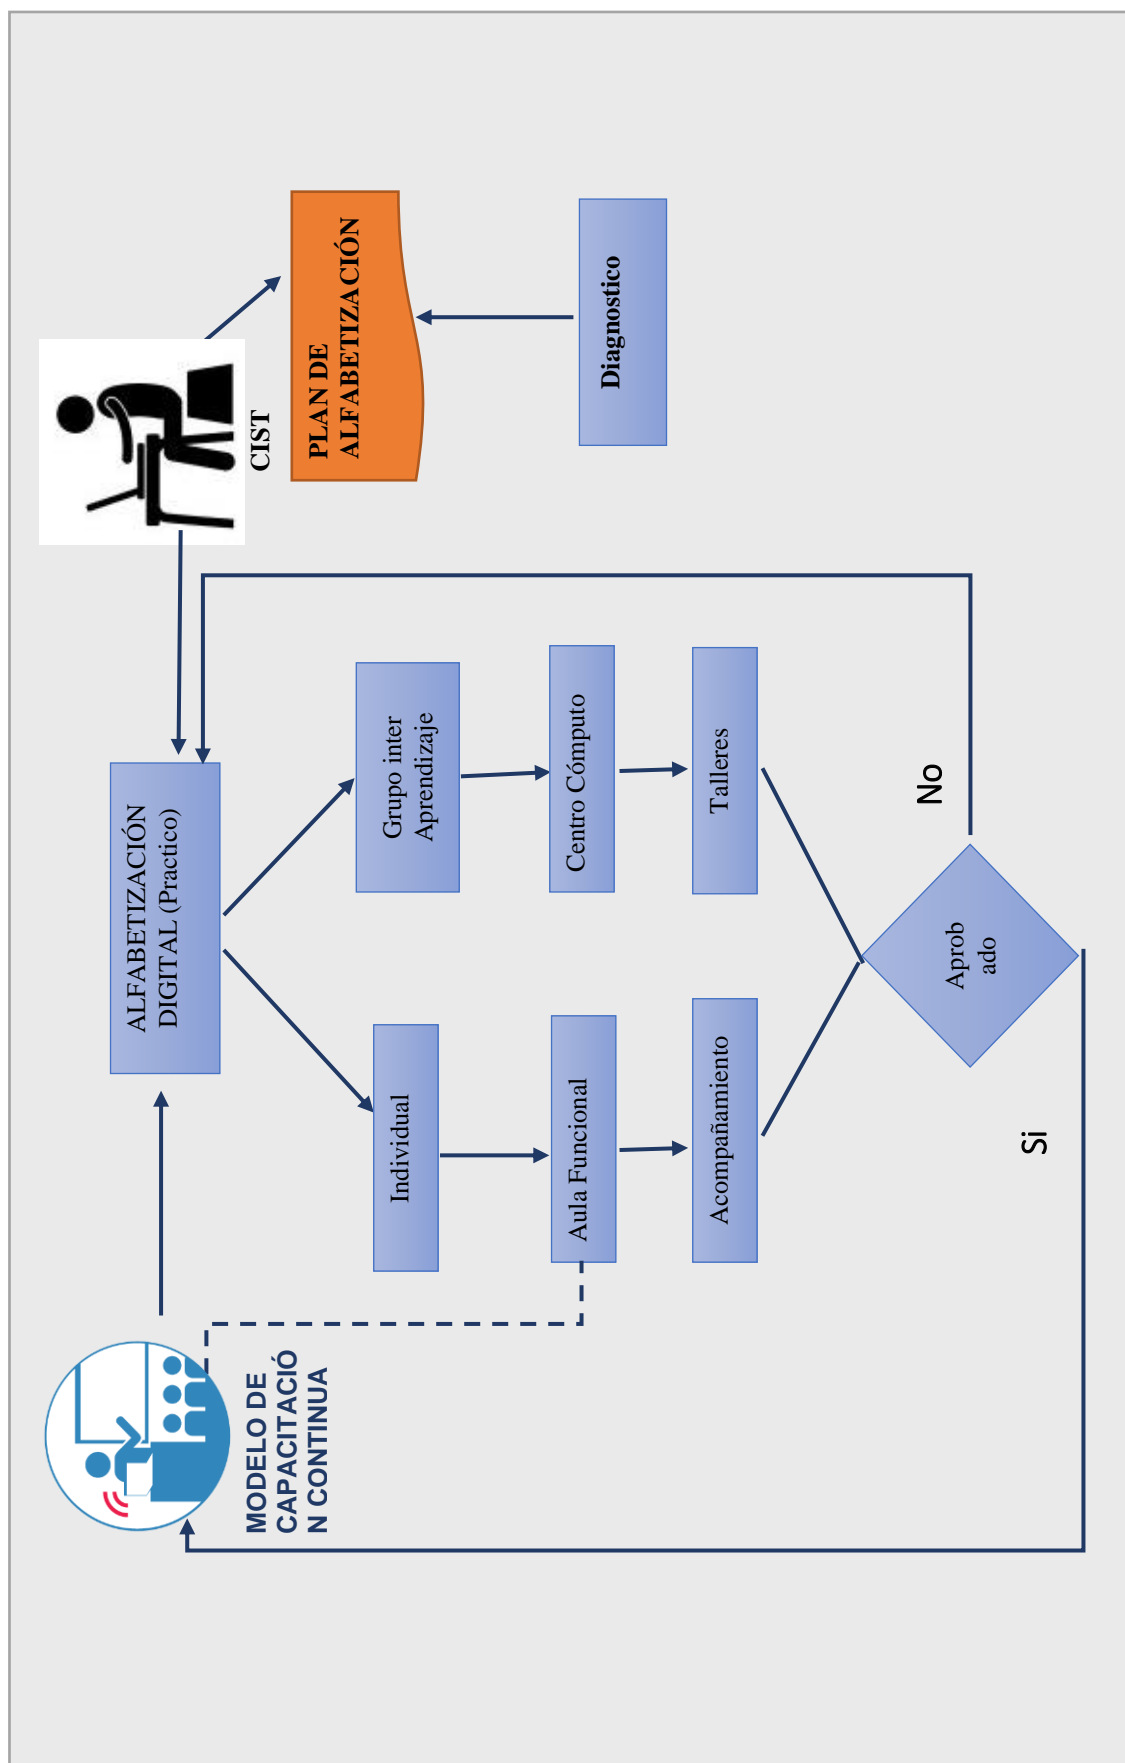 MODELO DE
CAPACITACIÓ
N CONTINUA
ALFABETIZACIÓN
DIGITAL (Practico)
CIST
PLAN DE
ALFABETIZACIÓN
Diagnostico
Individual
Grupo inter
Aprendizaje
Aula Funcional
Centro Cómputo
Acompañamiento
Talleres
Aprob
ado
No
Si